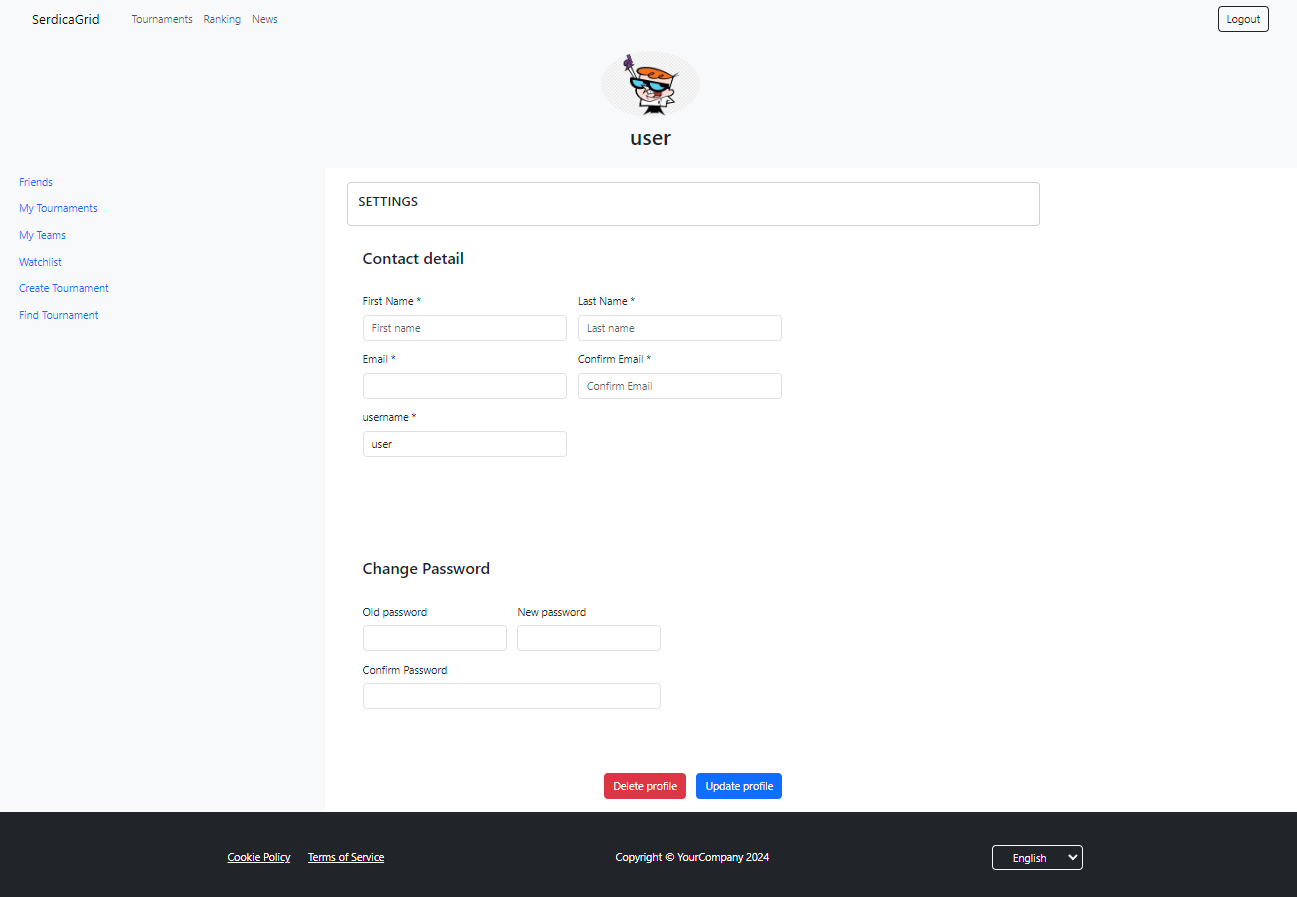 SerdicaGrid Tournaments Ranking News Logout
user
Friends
My Tournaments
My Teams
Watchlist
Create Tournament
Find Tournament
SETTINGS
Contact detail
First Name * Last Name *
First name Last name
Email * Confirm Email *
Confirm Email
username *
user
Change Password
Old password New password
Confirm Password
Delete profile Update profile
Cookie Policy Terms of Service Copyright © YourCompany 2024 English